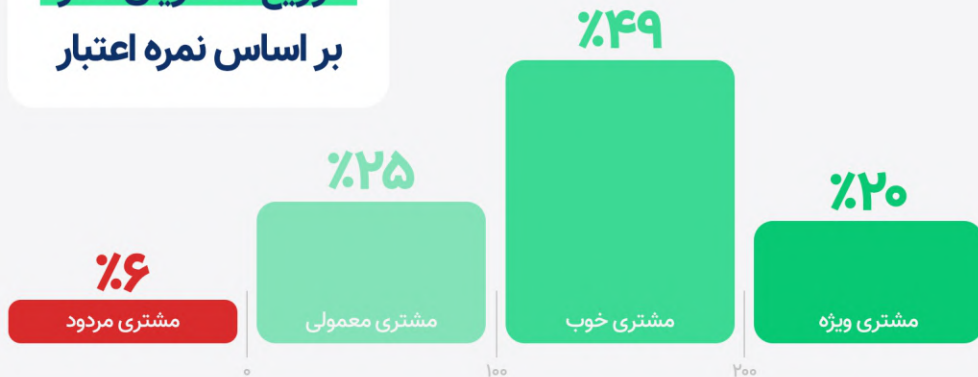 بر اساس نمره اعتبار
٪۴۹
٪۲۵
٪۲۰
٪۶
مشتری ویژه
مشتری خوب
مشتری معمولی
مشتری مردود
۰
۱۰۰
۲۰۰